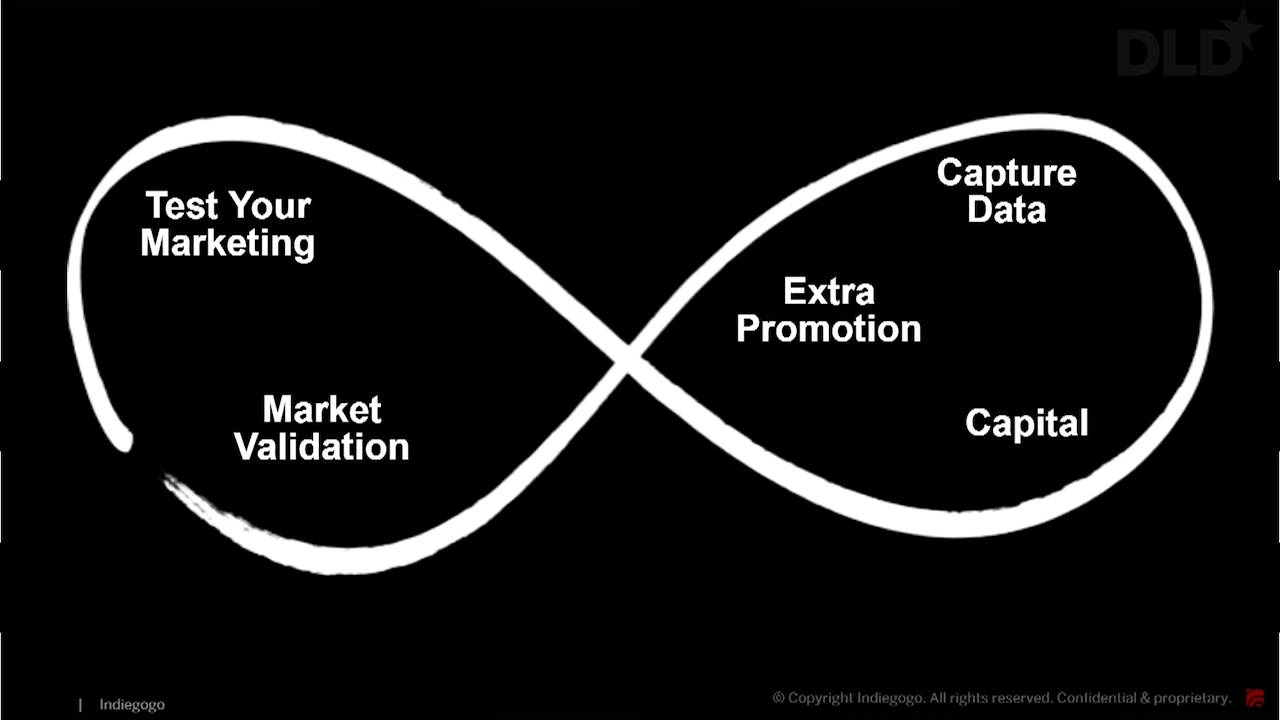 DLD
Test Your
Marketing
Capture
Data
Extra
Promotion
Market
Validation
Capital
| Indiegogo
© Copyright Indiegogo. All rights reserved. Confidential & proprietary.